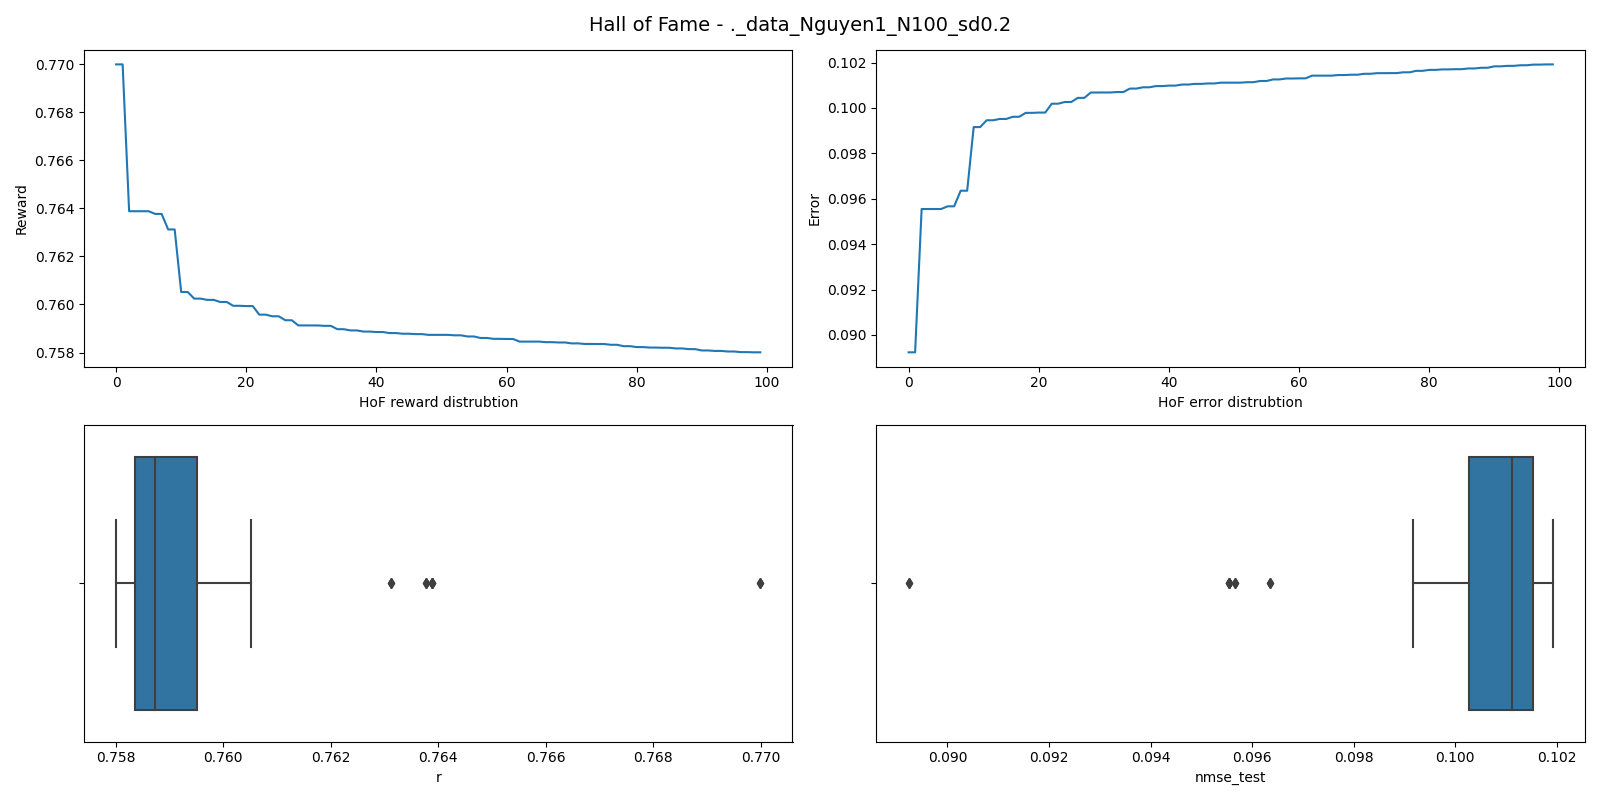 Hall of Fame - ._data_Nguyen1_N100_sd0.2
0.770
0.768
0.766
0.764
0.762
0.760
0.758
Reward
0 20 40 60 80 100
HoF reward distrubtion
0.102
0.100
0.098
0.096
0.094
0.092
0.090
Error
0 20 40 60 80 100
HoF error distrubtion
0.758 0.760 0.762 0.764 0.766 0.768 0.770
r
0.090 0.092 0.094 0.096 0.098 0.100 0.102
nmse_test